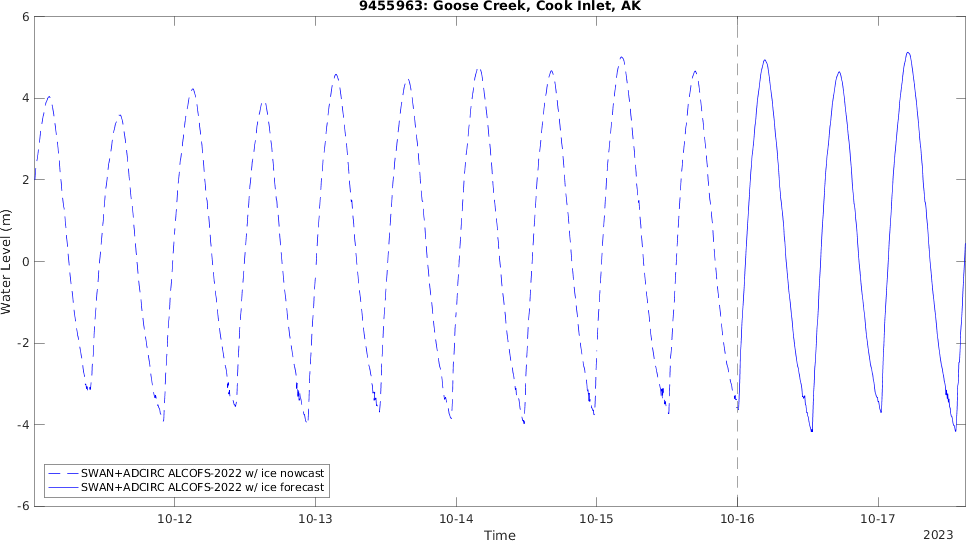 9455963: Goose Creek, Cook Inlet, AK
6
4
2
0
-2
-4
-6
Water Level (m)
SWAN+ADCIRC ALCOFS-2022 w/ ice nowcast
SWAN+ADCIRC ALCOFS-2022 w/ ice forecast
10-12 10-13 10-14 10-15 10-16 10-17
Time
2023